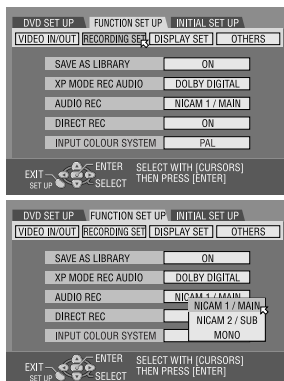 DVD SET UP FUNCTION SET UP INITIAL SET UP
VIDEO IN/OUT RECORDING SET DISPLAY SET OTHERS
SAVE AS LIBRARY ON
XP MODE REC AUDIO DOLBY DIGITAL
AUDIO REC NICAM 1 / MAIN
DIRECT REC ON
INPUT COLOUR SYSTEM PAL
EXIT ENTER SELECT WITH [CURSORS]
SET UP SELECT THEN PRESS [ENTER]
DVD SET UP FUNCTION SET UP INITIAL SET UP
VIDEO IN/OUT RECORDING SET DISPLAY SET OTHERS
SAVE AS LIBRARY ON
XP MODE REC AUDIO DOLBY DIGITAL
AUDIO REC NICAM 1 / MAIN
NICAM 1 / MAIN
DIRECT REC
NICAM 2 / SUB
INPUT COLOUR SYSTEM MONO
EXIT ENTER SELECT WITH [CURSORS]
SET UP SELECT THEN PRESS [ENTER]